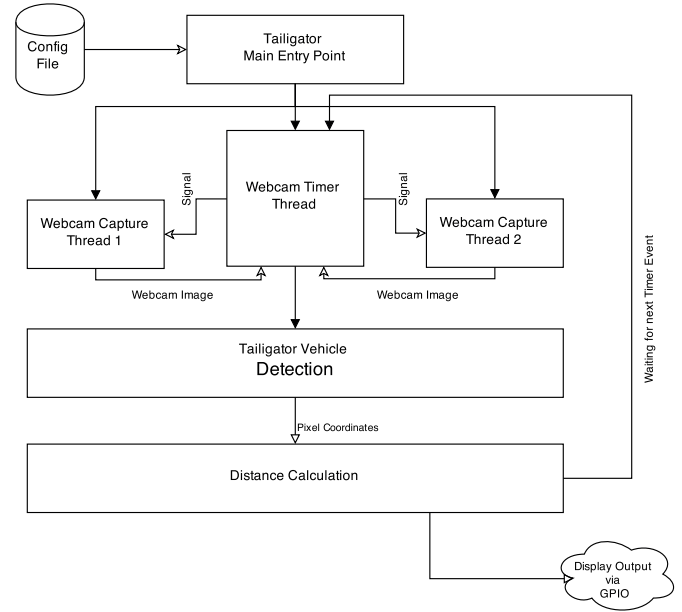 Config
File
Tailigator
Main Entry Point
Webcam Timer
Thread
Signal
Signal
Webcam Capture
Thread 1
Webcam Capture
Thread 2
Webcam Image
Webcam Image
Waiting for next Timer Event
Tailigator Vehicle
Detection
Pixel Coordinates
Distance Calculation
Display Output
via
GPIO